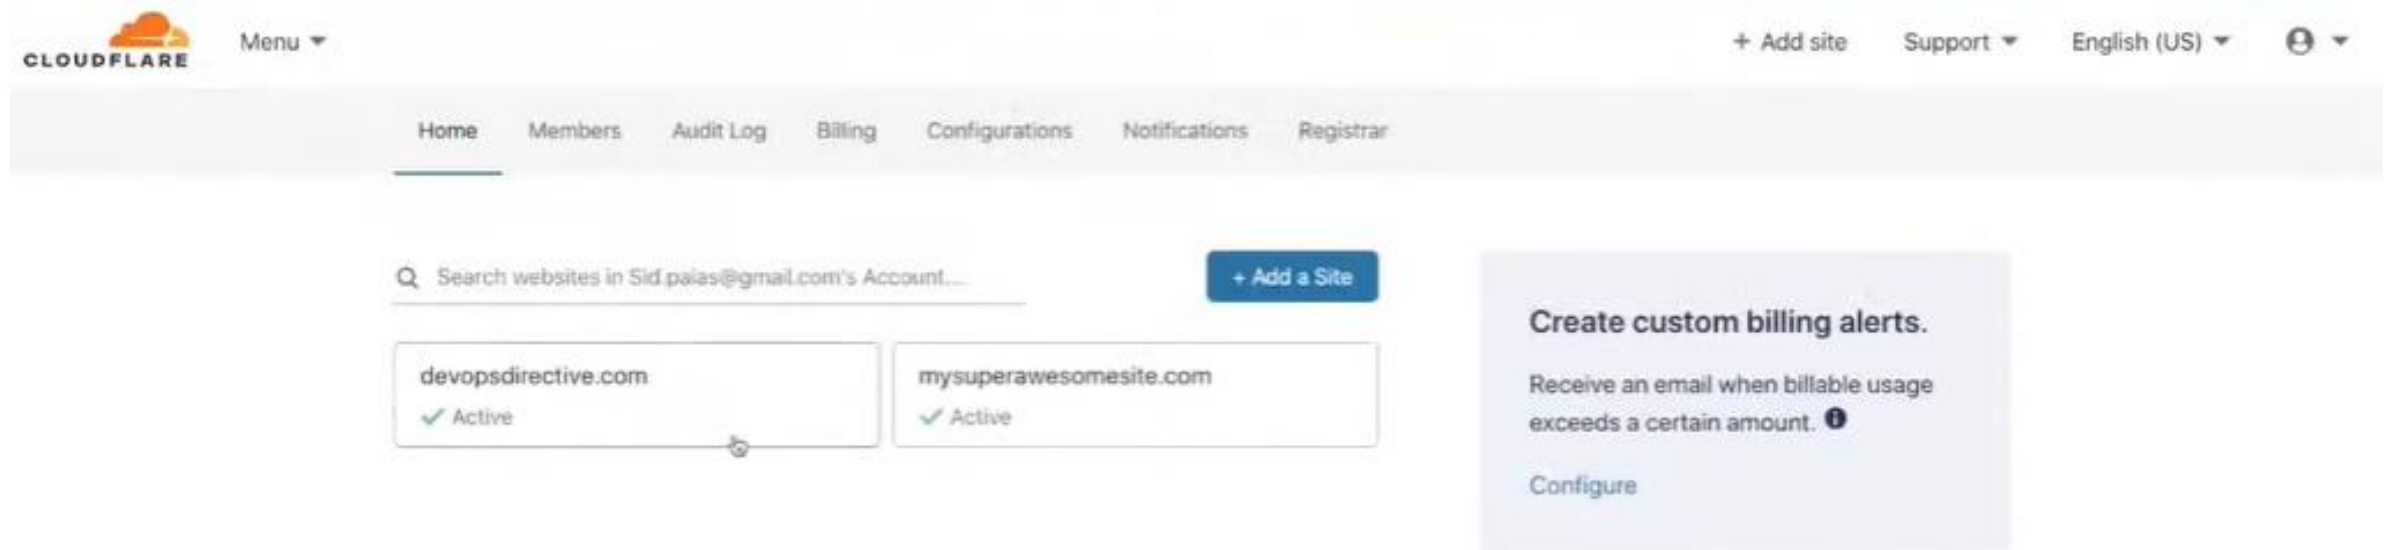 CLOUDFLARE
Menu
+ Add site
Support
English (US)
Home
Members
Audit Log
Billing
Configurations
Notifications
Registrar
Search websites in Sid.palas@gmail.com's Account....
+ Add a Site
devopsdirective.com
Active
mysuperawesomesite.com
Active
Create custom billing alerts.
Receive an email when billable usage
exceeds a certain amount.
Configure